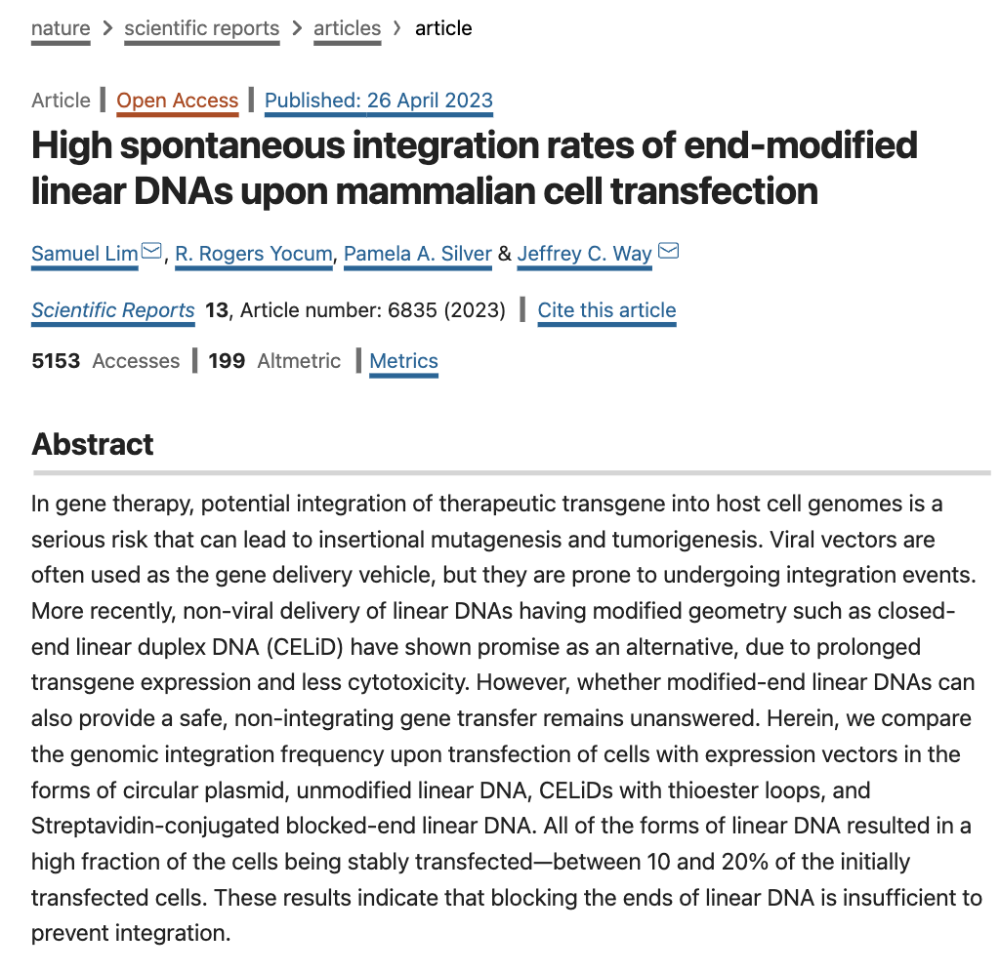 nature > scientific reports > articles > article
Article | Open Access | Published: 26 April 2023
High spontaneous integration rates of end-modified
linear DNAs upon mammalian cell transfection
Samuel Lim, R. Rogers Yocum, Pamela A. Silver & Jeffrey C. Way
Scientific Reports 13, Article number: 6835 (2023) | Cite this article
5153 Accesses | 199 Altmetric | Metrics
Abstract
In gene therapy, potential integration of therapeutic transgene into host cell genomes is a
serious risk that can lead to insertional mutagenesis and tumorigenesis. Viral vectors are
often used as the gene delivery vehicle, but they are prone to undergoing integration events.
More recently, non-viral delivery of linear DNAs having modified geometry such as closed-
end linear duplex DNA (CELiD) have shown promise as an alternative, due to prolonged
transgene expression and less cytotoxicity. However, whether modified-end linear DNAs can
also provide a safe, non-integrating gene transfer remains unanswered. Herein, we compare
the genomic integration frequency upon transfection of cells with expression vectors in the
forms of circular plasmid, unmodified linear DNA, CELiDs with thioester loops, and
Streptavidin-conjugated blocked-end linear DNA. All of the forms of linear DNA resulted in a
high fraction of the cells being stably transfected—between 10 and 20% of the initially
transfected cells. These results indicate that blocking the ends of linear DNA is insufficient to
prevent integration.